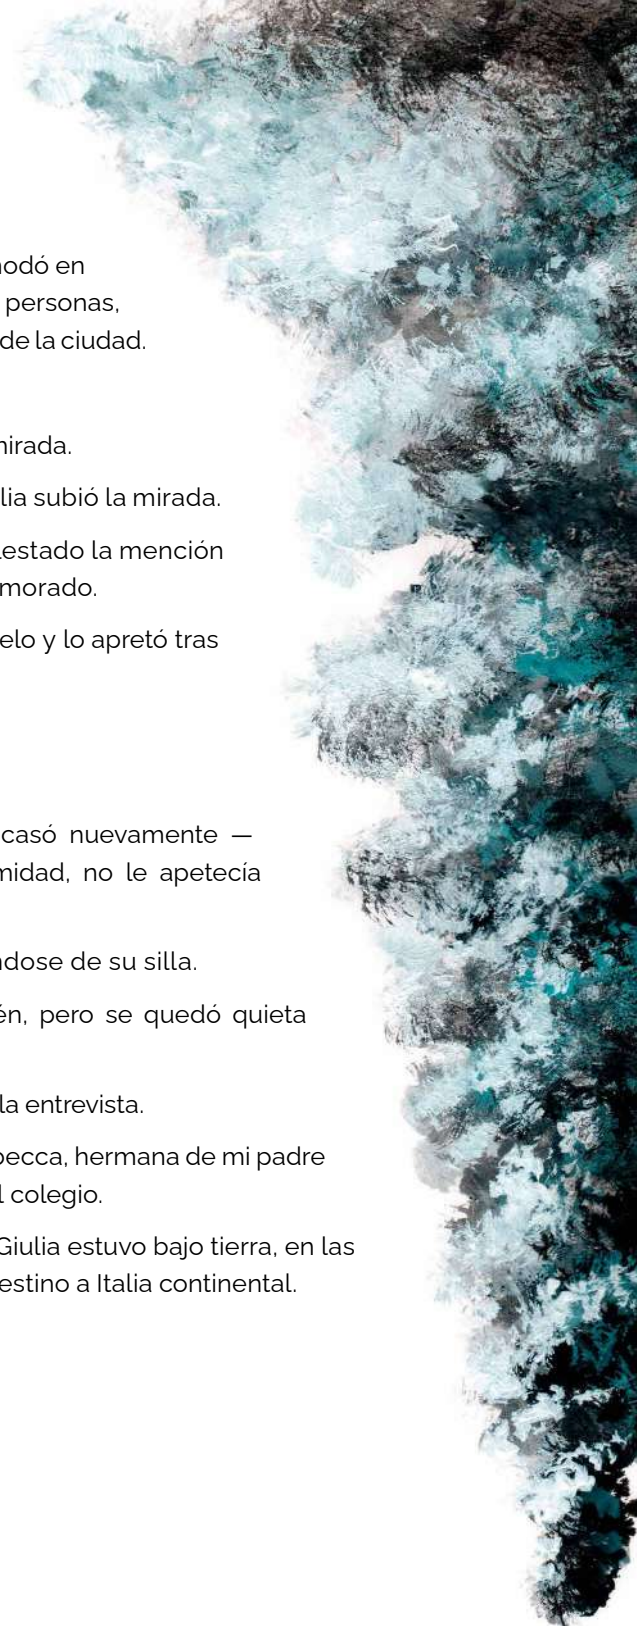 nodó en
personas,
de la ciudad.
nirada.
lia subió la mirada.
lestado la mención
morado.
elo y lo apretó tras
casó nuevamente —
midad, no le apetecía
ndose de su silla.
én, pero se quedó quieta
la entrevista.
becca, hermana de mi padre
l colegio.
Giulia estuvo bajo tierra, en las
estino a Italia continental.